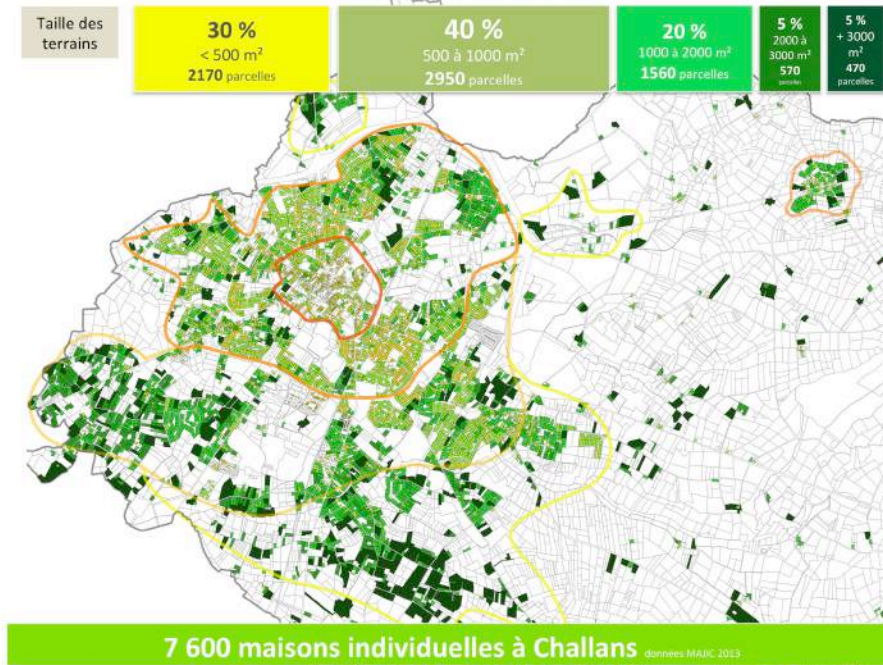 Taille des
terrains
30 %
< 500 m²
2170 parcelles
40 %
500 à 1000 m²
2950 parcelles
20 %
1000 à 2000 m²
1560 parcelles
5 %
2000 à
3000 m²
570
parcelles
5 %
+ 3000
m²
470
parcelles
7 600 maisons individuelles à Challans données MAJIC 2013